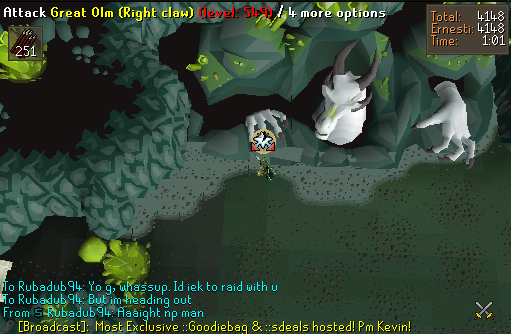 Attack Great Olm (Right claw) (level: 549) / 4 more options
251
Total: 4148
Ernesti: 4148
Time: 1:01
To Rubadub94: Yo g, whassup. Id iek to raid with u
To Rubadub94: But im heading out
From Rubadub94: Aaaight np man
[Broadcast]: Most Exclusive ::Goodiebag & ::sdeals hosted! Pm Kevin!